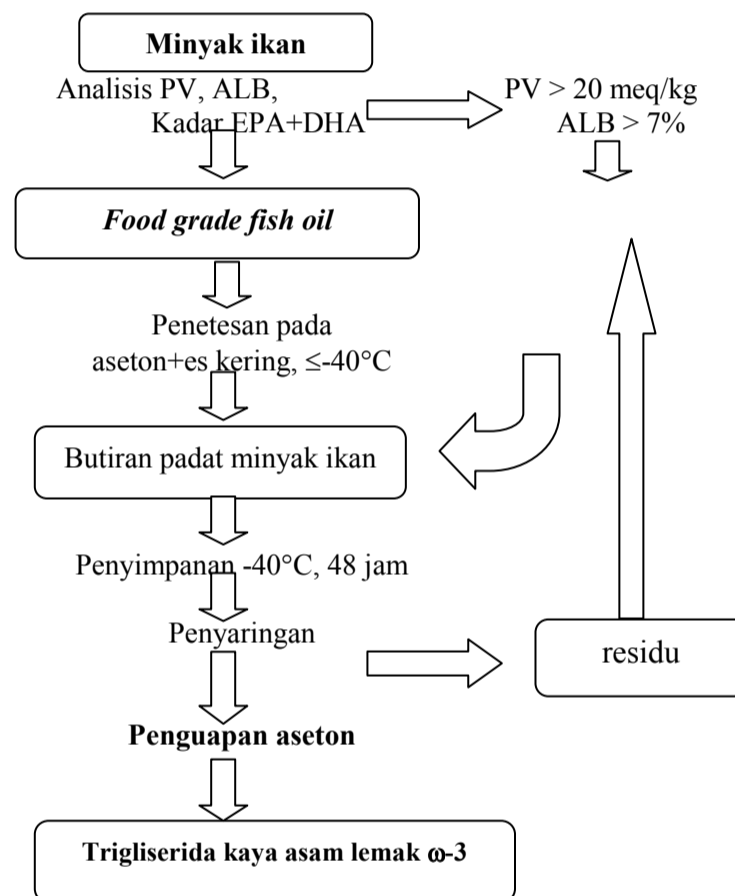 Minyak ikan
Analisis PV, ALB,
Kadar EPA+DHA
PV > 20 meq/kg
ALB > 7%
Food grade fish oil
Penetesan pada
aseton+es kering, ≤-40°C
Butiran padat minyak ikan
Penyimpanan -40°C, 48 jam
Penyaringan
residu
Penguapan aseton
Trigliserida kaya asam lemak ω-3